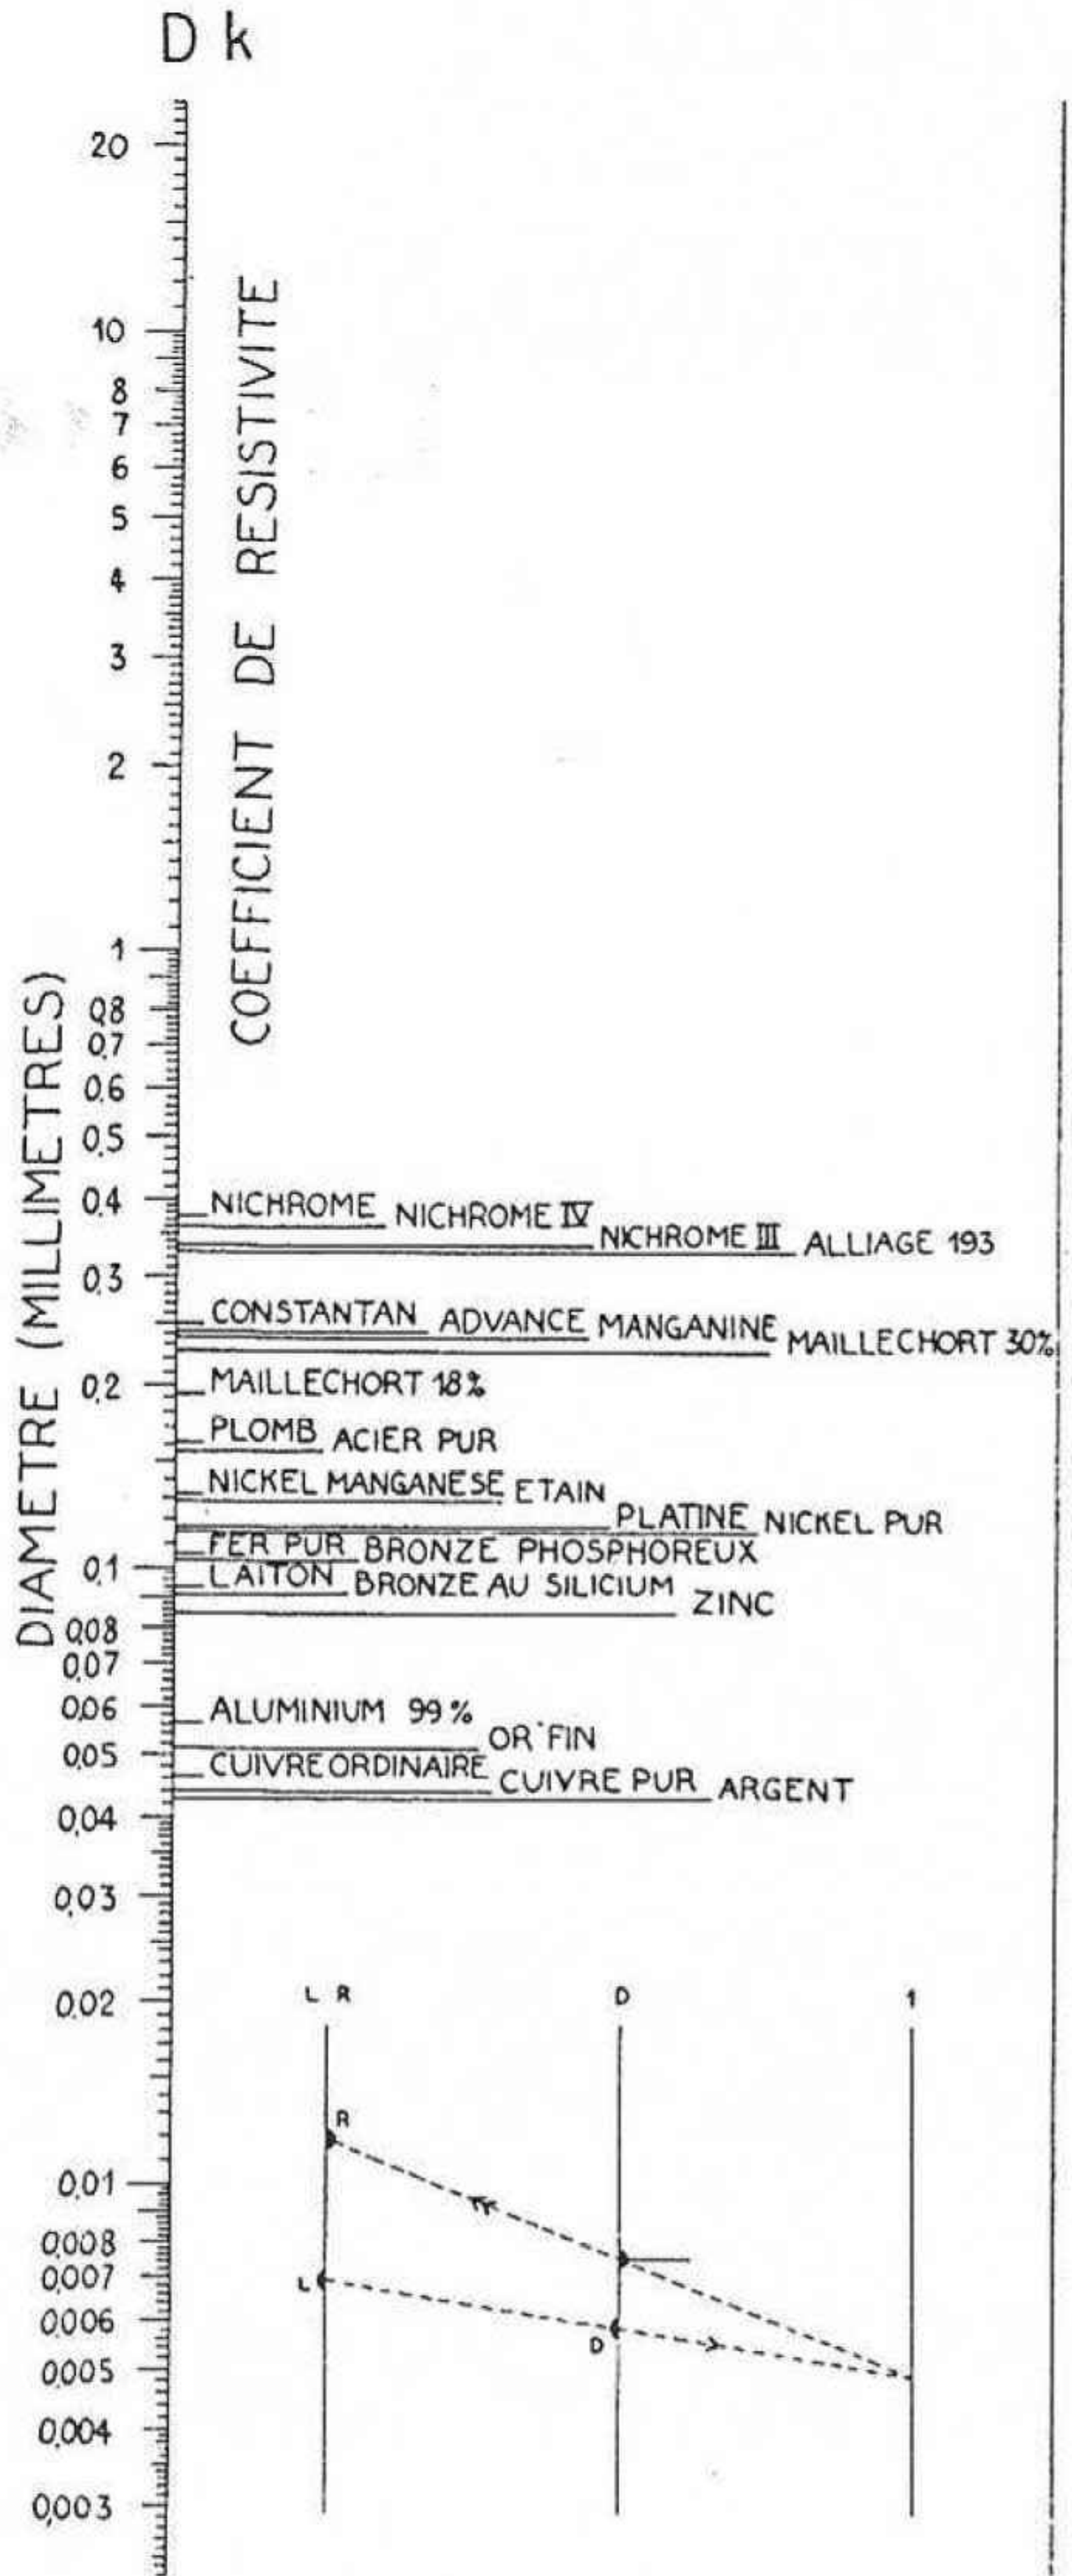 D k
20
10
8
7
6
5
4
3
2
1
0,8
0,7
0,6
0,5
0,4
0,3
0,2
0,1
0,08
0,07
0,06
0,05
0,04
0,03
0,02
0,01
0,008
0,007
0,006
0,005
0,004
0,003
DIAMETRE (MILLIMETRES)
COEFFICIENT DE RESISTIVITE
NICHROME NICHROME IV NICHROME III ALLIAGE 193
CONSTANTAN ADVANCE MANGANINE MAILLECHORT 30%
MAILLECHORT 18%
PLOMB ACIER PUR
NICKEL MANGANESE ETAIN PLATINE NICKEL PUR
FER PUR BRONZE PHOSPHOREUX
LAITON BRONZE AU SILICIUM ZINC
ALUMINIUM 99% OR FIN
CUIVRE ORDINAIRE CUIVRE PUR ARGENT
L R D 1
R
L
D